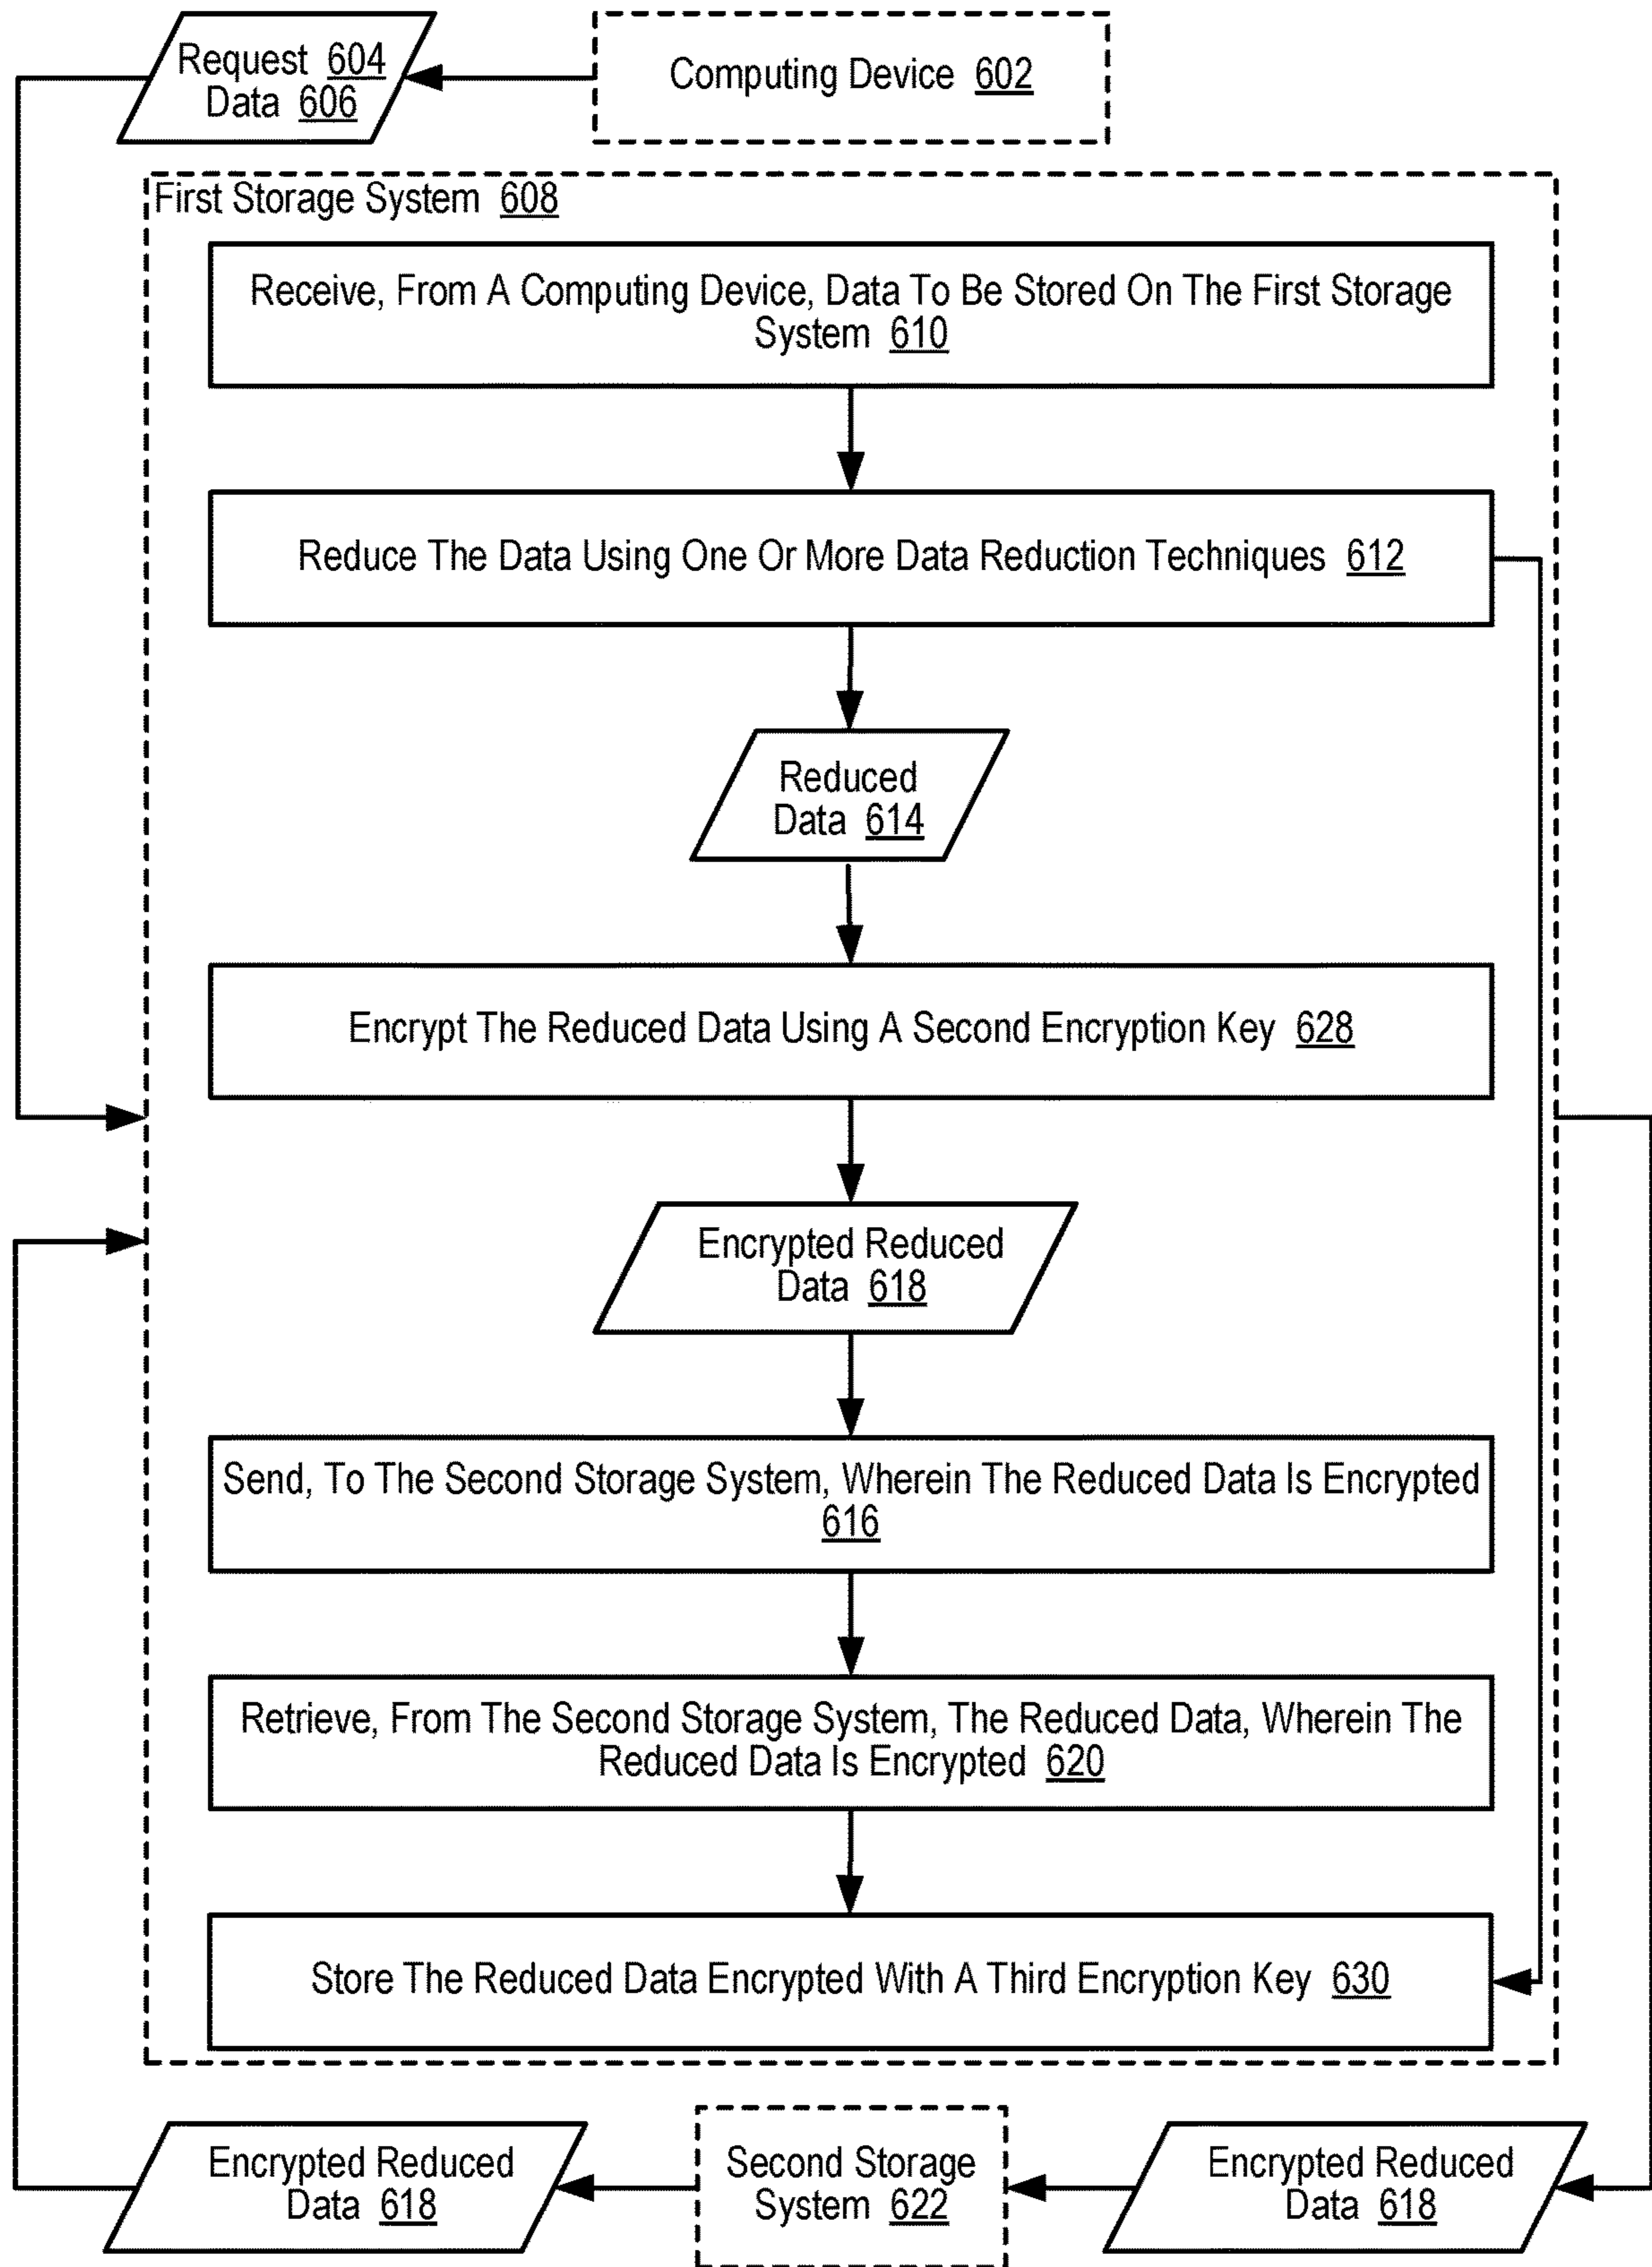 Request 604
Data 606
Computing Device 602
First Storage System 608
Receive, From A Computing Device, Data To Be Stored On The First Storage
System 610
Reduce The Data Using One Or More Data Reduction Techniques 612
Reduced
Data 614
Encrypt The Reduced Data Using A Second Encryption Key 628
Encrypted Reduced
Data 618
Send, To The Second Storage System, Wherein The Reduced Data Is Encrypted
616
Retrieve, From The Second Storage System, The Reduced Data, Wherein The
Reduced Data Is Encrypted 620
Store The Reduced Data Encrypted With A Third Encryption Key 630
Encrypted Reduced
Data 618
Second Storage
System 622
Encrypted Reduced
Data 618